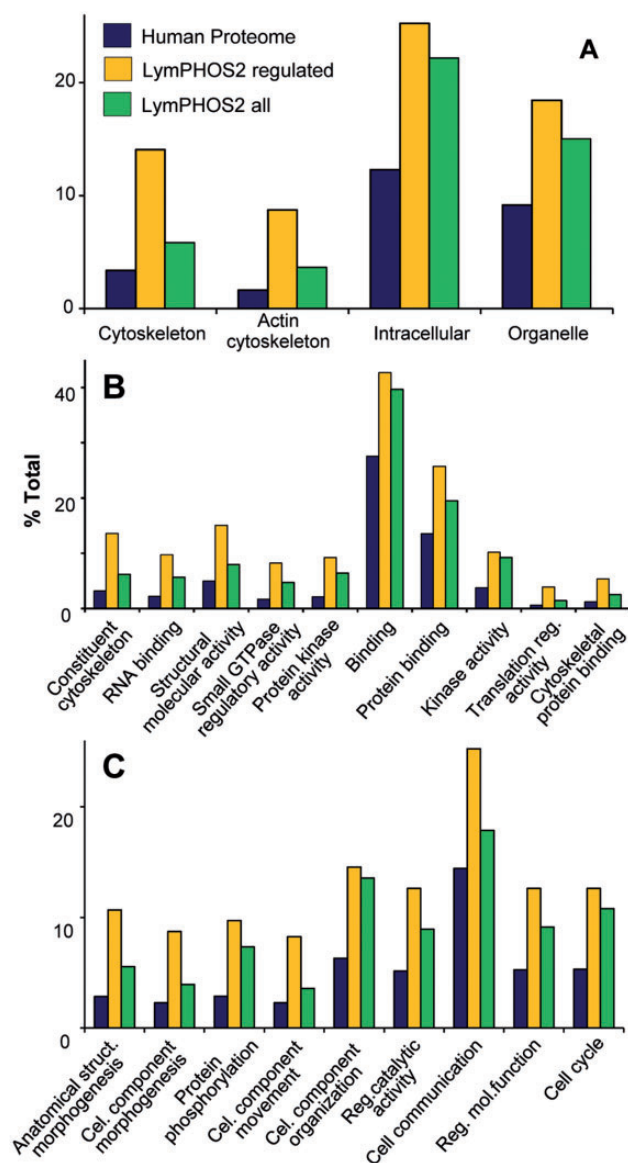 Human Proteome
LymPHOS2 regulated
LymPHOS2 all
A
20
10
0
Cytoskeleton
Actin
cytoskeleton
Intracellular
Organelle
% Total
B
40
20
0
Constituent
cytoskeleton
RNA binding
Structural
molecular activity
Small GTPase
regulatory activity
Protein kinase
activity
Binding
Protein binding
Kinase activity
Translation reg.
activity
Cytoskeletal
protein binding
C
20
10
0
Anatomical struct.
morphogenesis
Cel. component
morphogenesis
Protein
phosphorylation
Cel. component
movement
Cel. component
organization
Reg.catalytic
activity
Cell communication
Reg. mol.function
Cell cycle